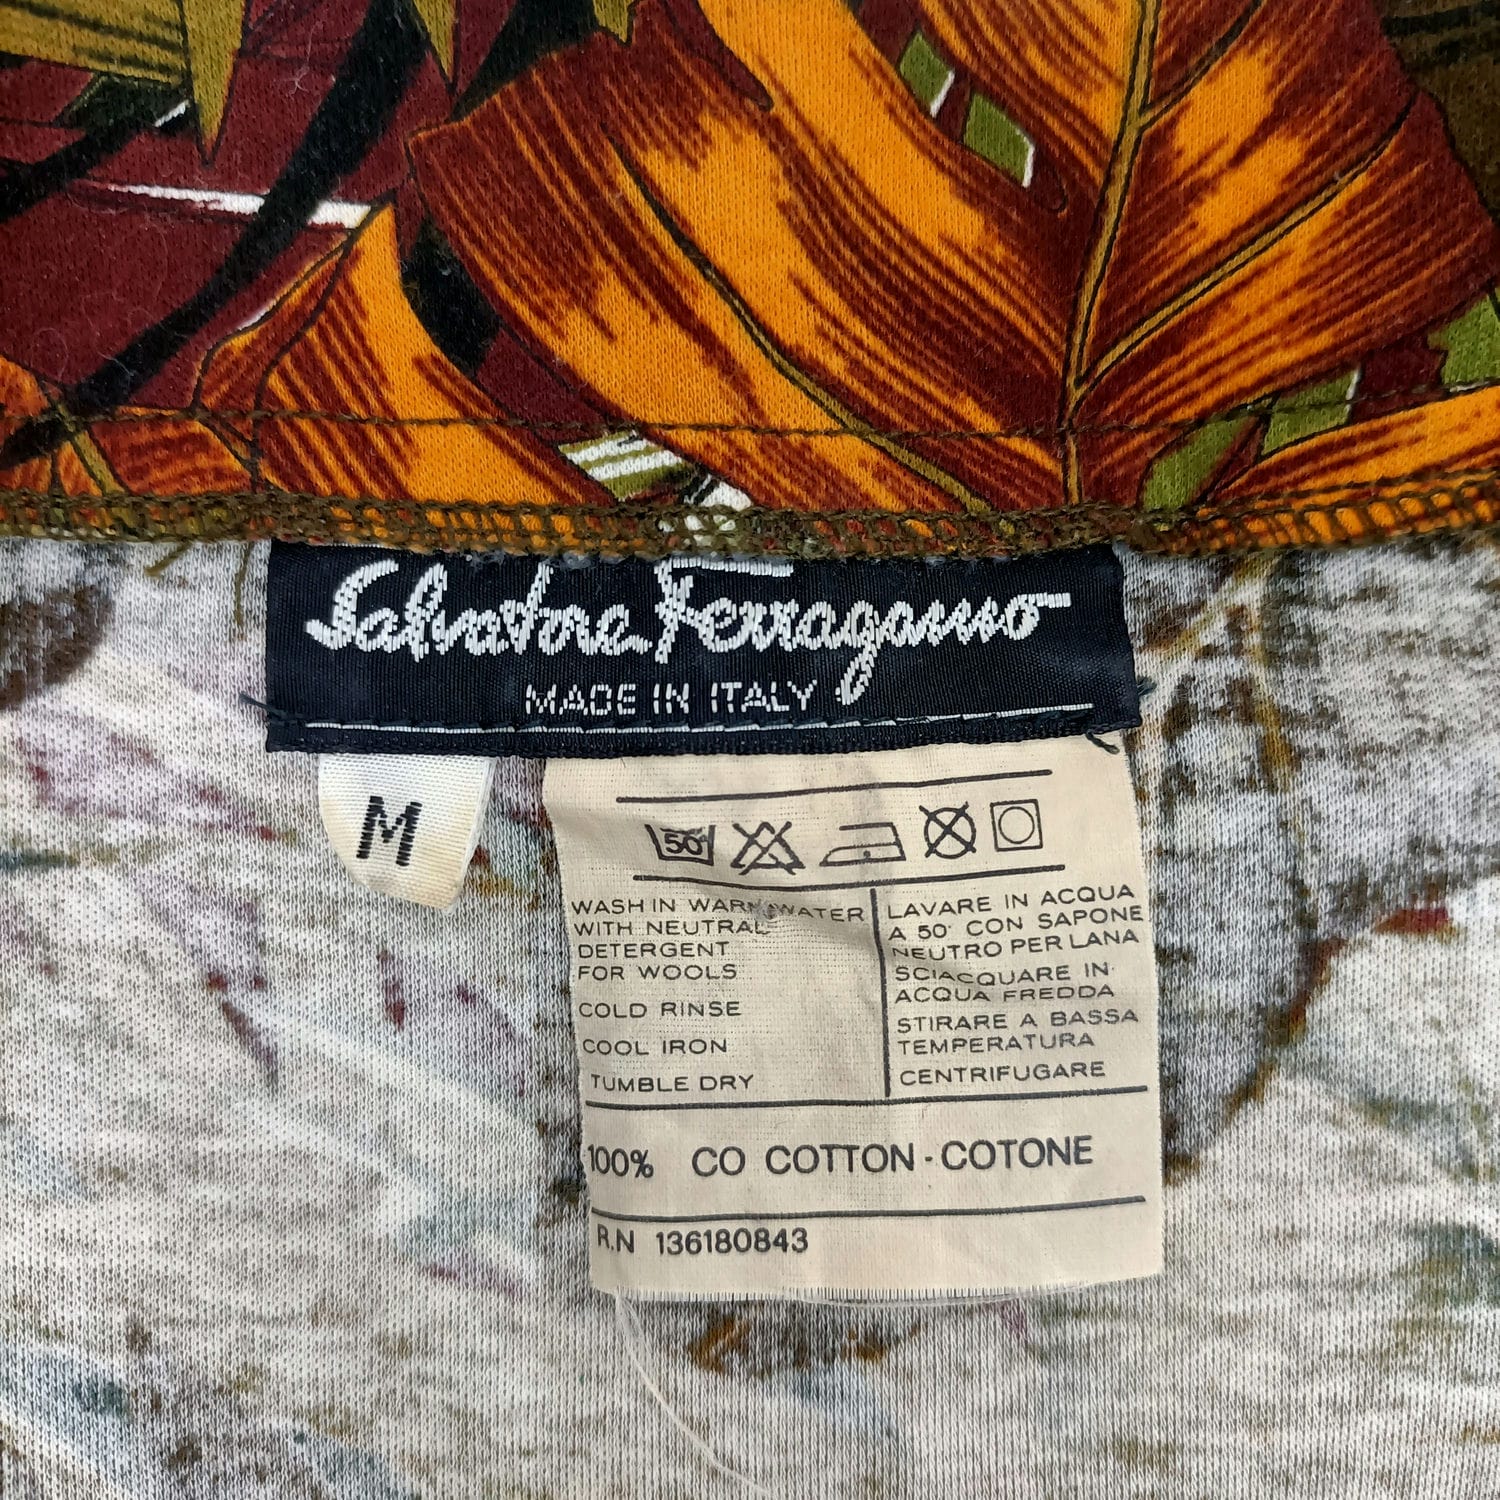 Salvatore Ferragamo
MADE IN ITALY
M
50°
WASH IN WARM WATER
WITH NEUTRAL
DETERGENT
FOR WOOLS
COLD RINSE
COOL IRON
TUMBLE DRY
LAVARE IN ACQUA
A 50° CON SAPONE
NEUTRO PER LANA
SCIACQUARE IN
ACQUA FREDDA
STIRARE A BASSA
TEMPERATURA
CENTRIFUGARE
100% CO COTTON - COTONE
R.N 136180843